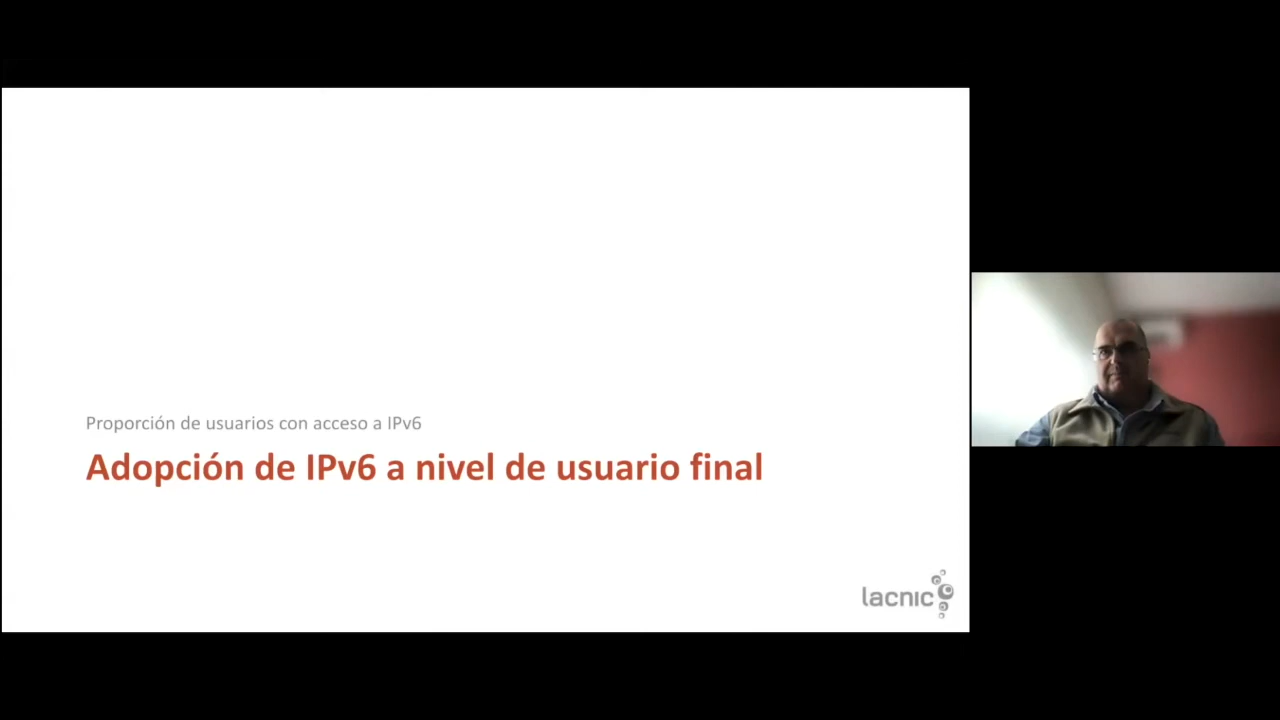 Proporción de usuarios con acceso a IPv6
Adopción de IPv6 a nivel de usuario final
lacnic